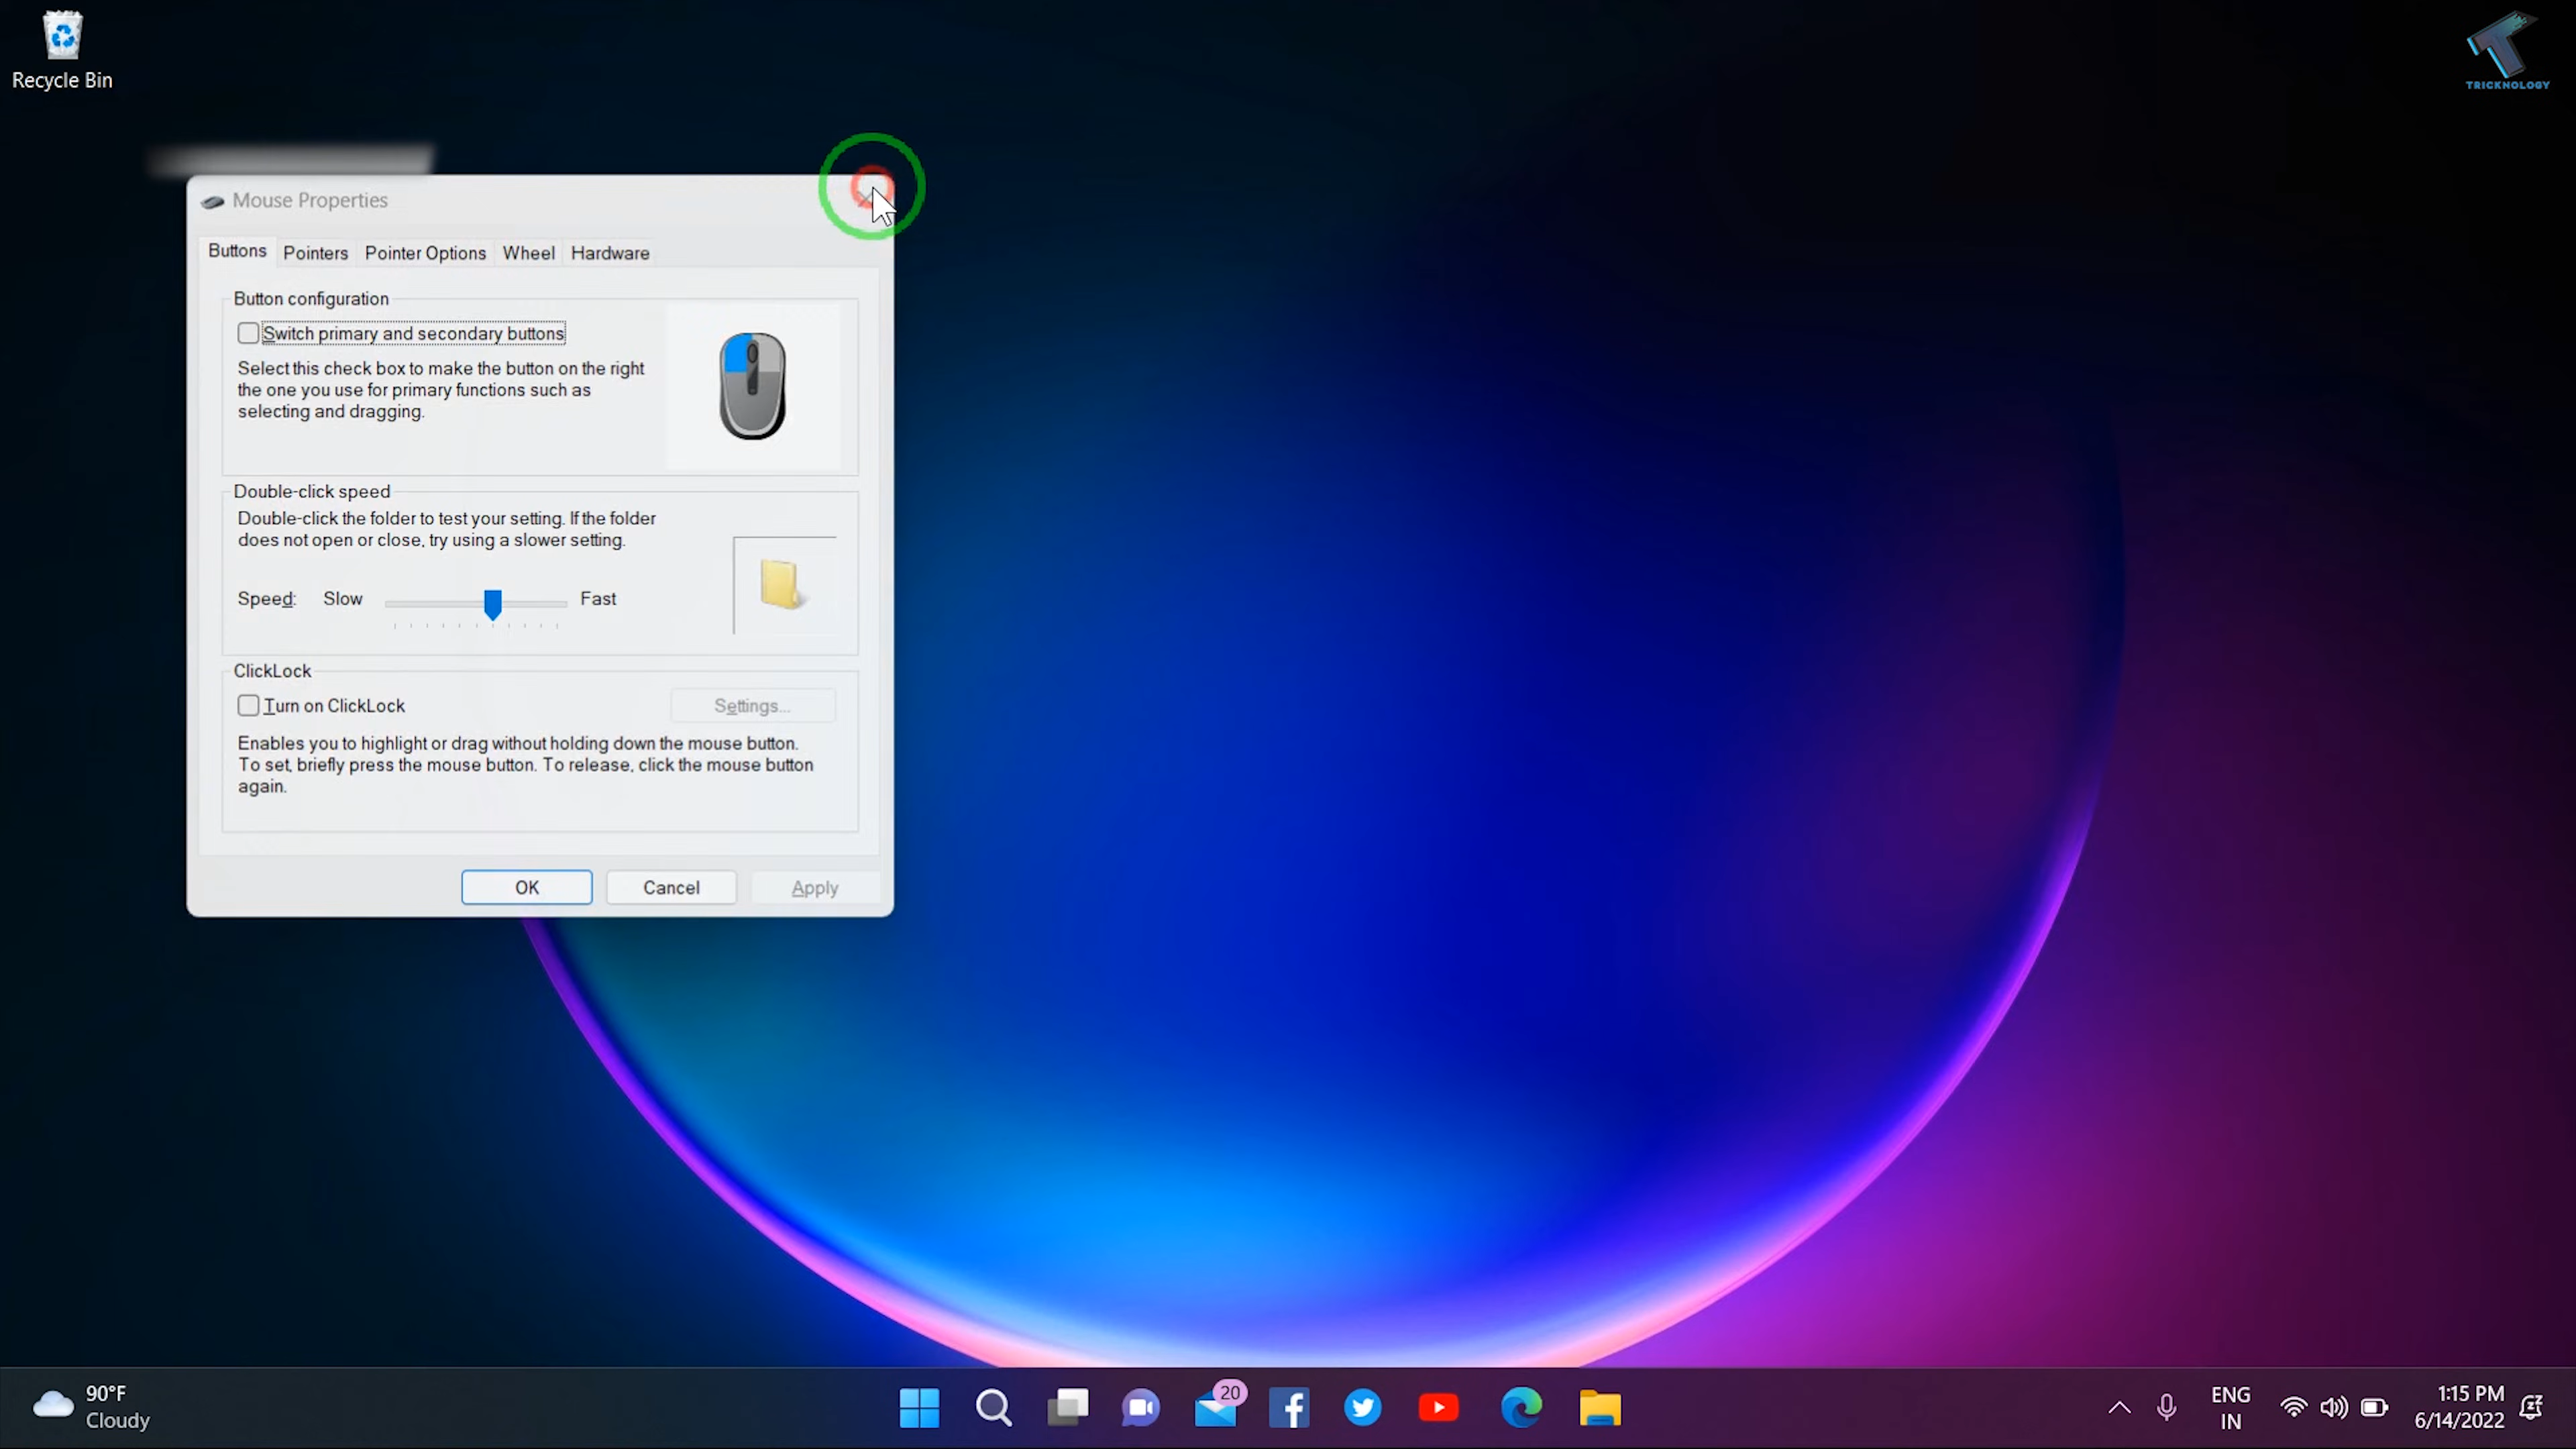 Recycle Bin
TRICKNOLOGY
Mouse Properties
Buttons Pointers Pointer Options Wheel Hardware
Button configuration
Switch primary and secondary buttons
Select this check box to make the button on the right
the one you use for primary functions such as
selecting and dragging.
Double-click speed
Double-click the folder to test your setting. If the folder
does not open or close, try using a slower setting.
Speed: Slow Fast
ClickLock
Turn on ClickLock Settings...
Enables you to highlight or drag without holding down the mouse button.
To set, briefly press the mouse button. To release, click the mouse button
again.
OK Cancel Apply
90°F
Cloudy
20
ENG
IN
1:15 PM
6/14/2022